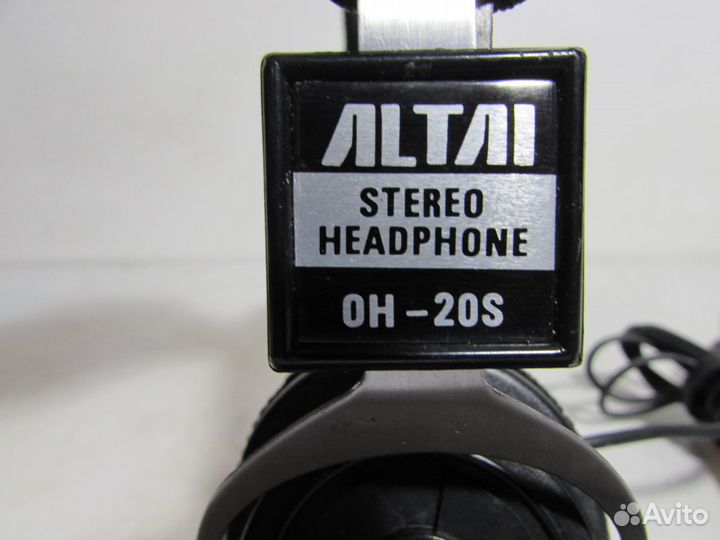 ALTAI
STEREO
HEADPHONE
OH-20S
Avito